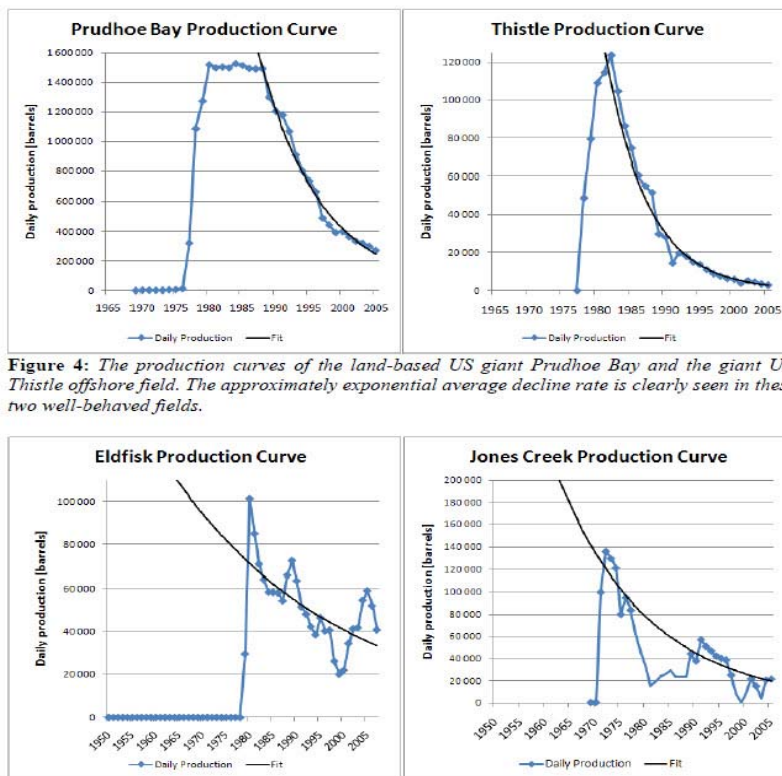 Prudhoe Bay Production Curve
Daily production [barrels]
1 600 000
1 400 000
1 200 000
1 000 000
800 000
600 000
400 000
200 000
0
1965 1970 1975 1980 1985 1990 1995 2000 2005
Daily Production Fit
Thistle Production Curve
Daily production [barrels]
120 000
100 000
80 000
60 000
40 000
20 000
0
1965 1970 1975 1980 1985 1990 1995 2000 2005
Daily Production Fit
Figure 4: The production curves of the land-based US giant Prudhoe Bay and the giant U
Thistle offshore field. The approximately exponential average decline rate is clearly seen in thes
two well-behaved fields.
Eldfisk Production Curve
Daily production [barrels]
100 000
80 000
60 000
40 000
20 000
0
1950 1955 1960 1965 1970 1975 1980 1985 1990 1995 2000 2005
Daily Production Fit
Jones Creek Production Curve
Daily production [barrels]
200 000
180 000
160 000
140 000
120 000
100 000
80 000
60 000
40 000
20 000
0
1950 1955 1960 1965 1970 1975 1980 1985 1990 1995 2000 2005
Daily Production Fit